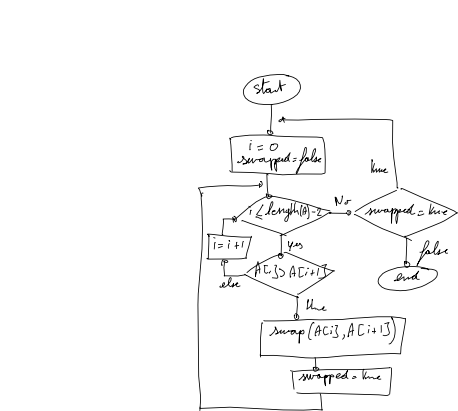 start
i = 0
swapped = false
true
i ≤ length(A)-2
No
swapped = true
i = i+1
yes
false
A[i] > A[i+1]
end
else
true
swap (A[i], A[i+1])
swapped = true